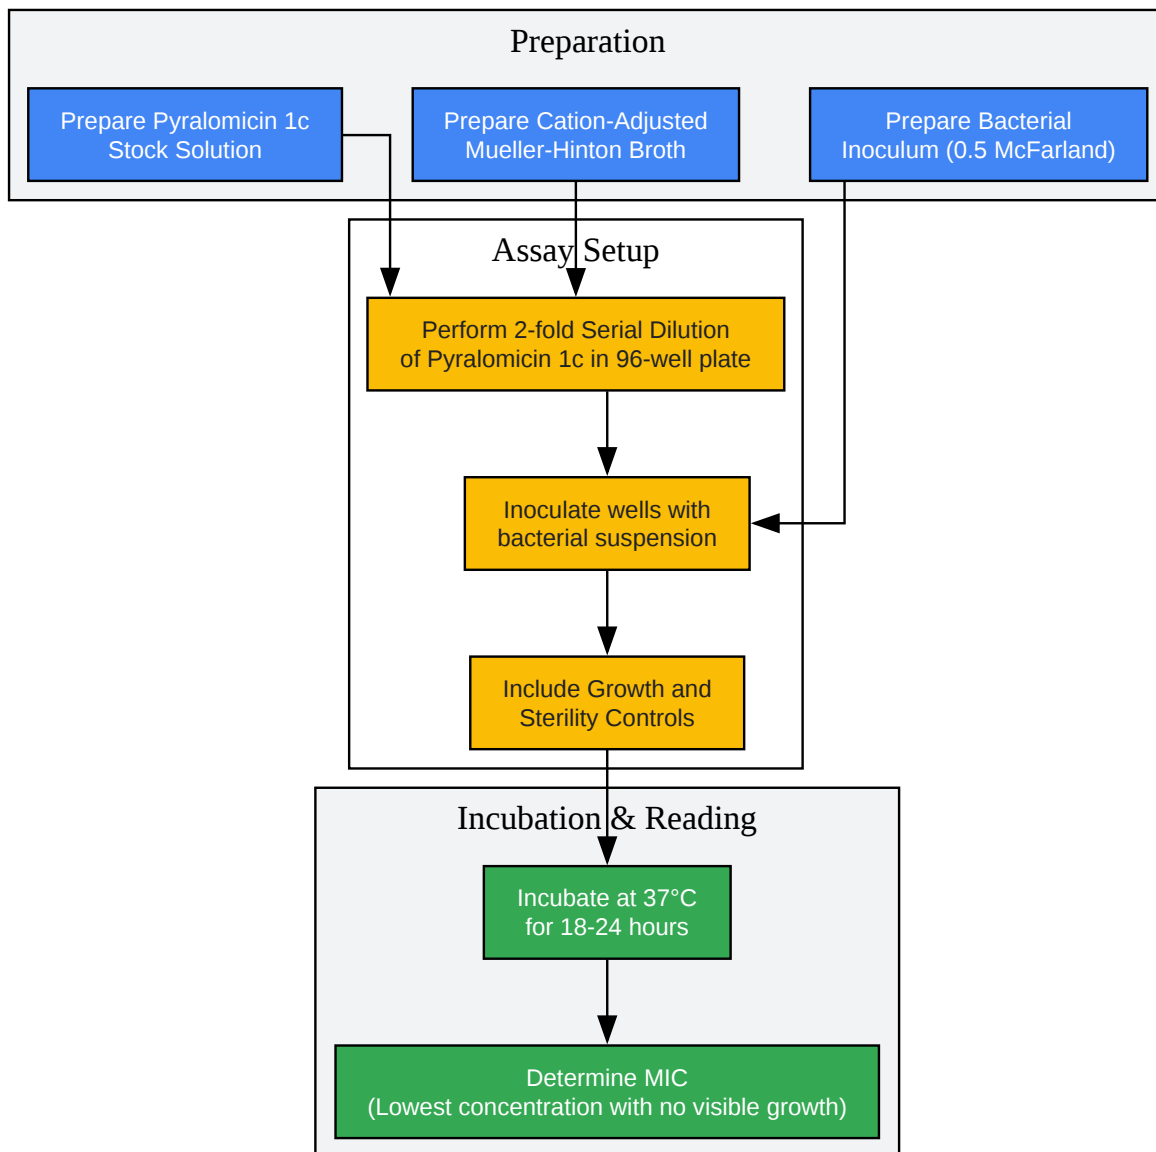 Preparation
Prepare Pyralomicin 1c
Stock Solution
Prepare Cation-Adjusted
Mueller-Hinton Broth
Prepare Bacterial
Inoculum (0.5 McFarland)
Assay Setup
Perform 2-fold Serial Dilution
of Pyralomicin 1c in 96-well plate
Inoculate wells with
bacterial suspension
Include Growth and
Sterility Controls
Incubation & Reading
Incubate at 37°C
for 18-24 hours
Determine MIC
(Lowest concentration with no visible growth)